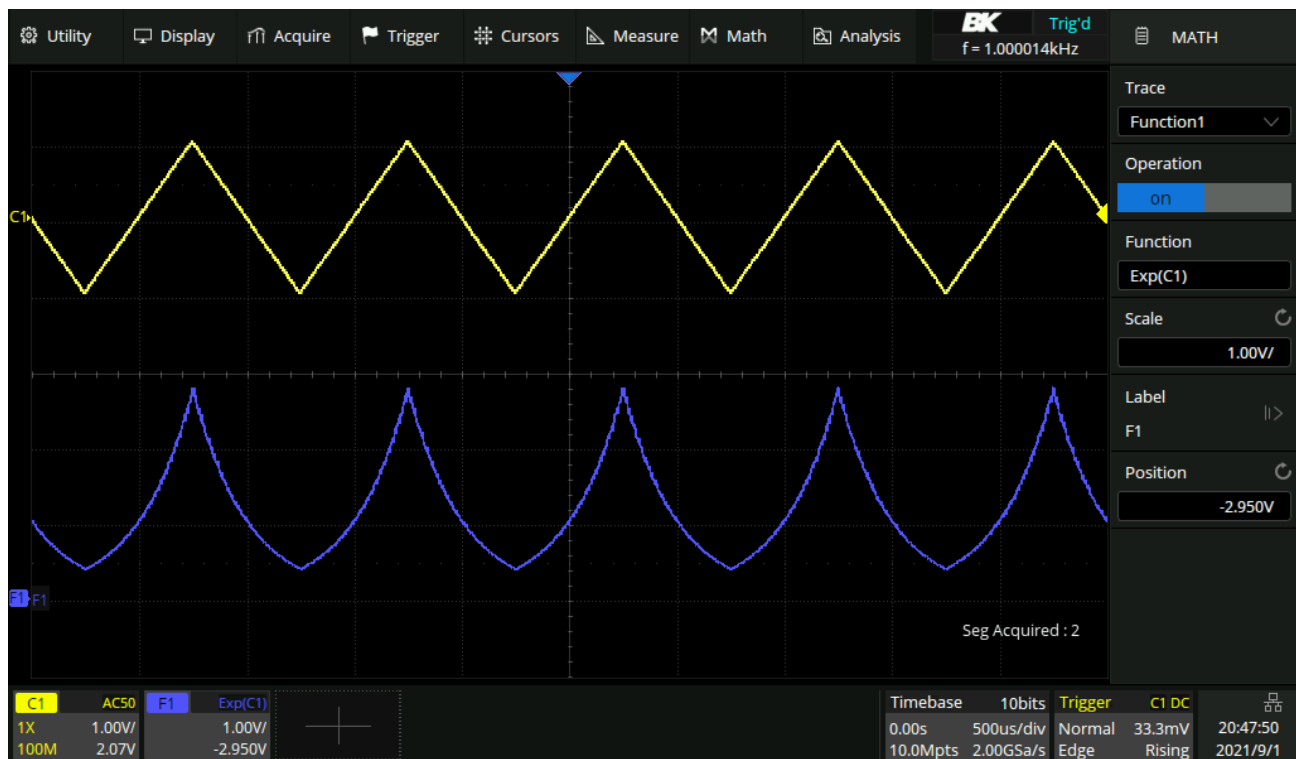 Utility Display Acquire Trigger Cursors Measure Math Analysis BK Trig'd MATH
f = 1.000014kHz
Trace
Function1
Operation
on
C1
Function
Exp(C1)
Scale
1.00V/
Label
F1
Position
-2.950V
F1 F1
Seg Acquired : 2
C1 AC50 F1 Exp(C1) Timebase 10bits Trigger C1 DC
1X 1.00V/ 1.00V/ 0.00s 500us/div Normal 33.3mV 20:47:50
100M 2.07V -2.950V 10.0Mpts 2.00GSa/s Edge Rising 2021/9/1